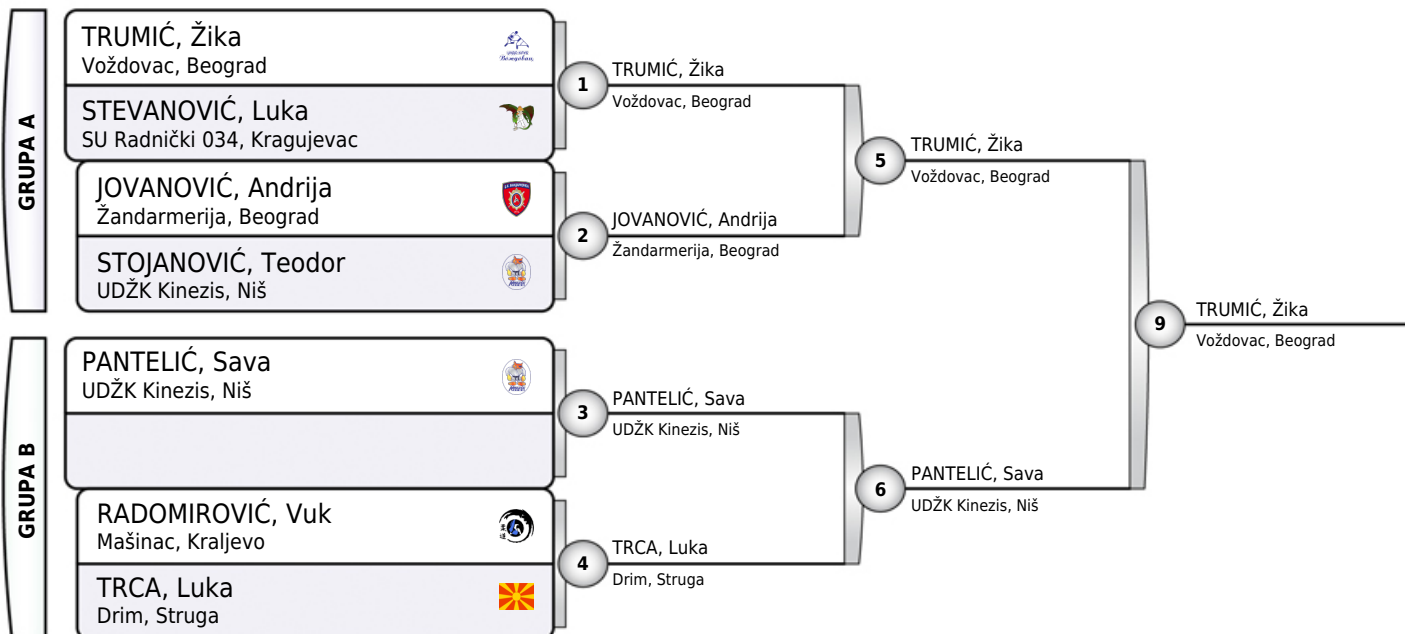 GRUPA A
TRUMIĆ, Žika
Voždovac, Beograd
STEVANOVIĆ, Luka
SU Radnički 034, Kragujevac
JOVANOVIĆ, Andrija
Žandarmerija, Beograd
STOJANOVIĆ, Teodor
UDŽK Kinezis, Niš
1
TRUMIĆ, Žika
Voždovac, Beograd
2
JOVANOVIĆ, Andrija
Žandarmerija, Beograd
5
TRUMIĆ, Žika
Voždovac, Beograd
GRUPA B
PANTELIĆ, Sava
UDŽK Kinezis, Niš
RADOMIROVIĆ, Vuk
Mašinac, Kraljevo
TRCA, Luka
Drim, Struga
3
PANTELIĆ, Sava
UDŽK Kinezis, Niš
4
TRCA, Luka
Drim, Struga
6
PANTELIĆ, Sava
UDŽK Kinezis, Niš
9
TRUMIĆ, Žika
Voždovac, Beograd